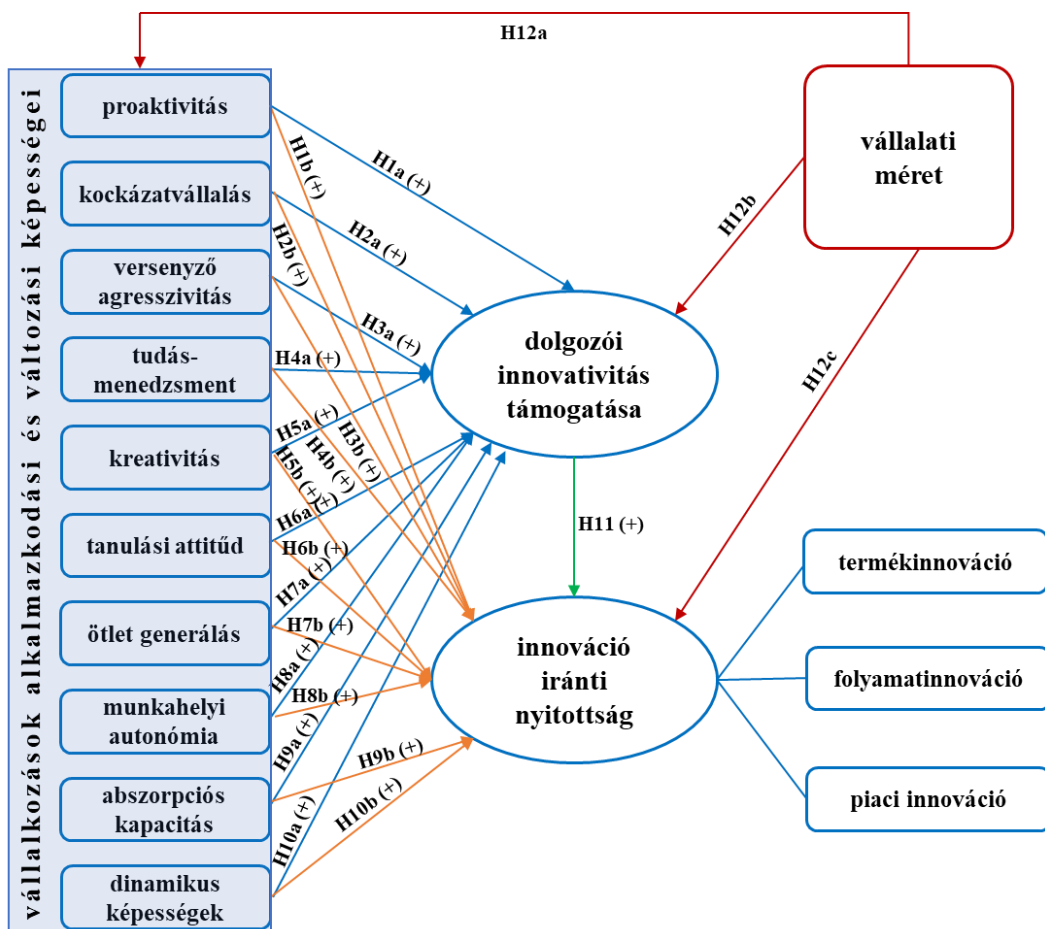 H12a
vállalkozások alkalmazkodási és változási képességei
proaktivitás
kockázatvállalás
versenyző
agresszivitás
tudás-
menedzsment
kreativitás
tanulási attitűd
ötlet generálás
munkahelyi
autonómia
abszorpciós
kapacitás
dinamikus
képességek
H1a (+)
H1b (+)
H2a (+)
H2b (+)
H3a (+)
H3b (+)
H4a (+)
H4b (+)
H5a (+)
H5b (+)
H6a (+)
H6b (+)
H7a (+)
H7b (+)
H8a (+)
H8b (+)
H9a (+)
H9b (+)
H10a (+)
H10b (+)
dolgozói
innovativitás
támogatása
H11 (+)
innováció
iránti
nyitottság
vállalati
méret
H12b
H12c
termékinnováció
folyamatinnováció
piaci innováció